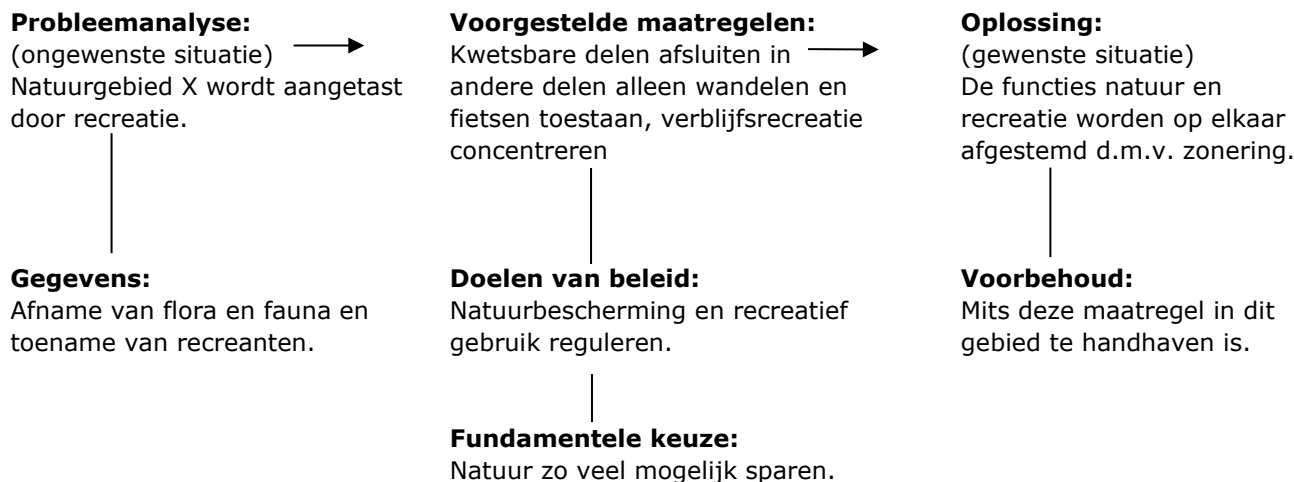 Probleemanalyse:
(ongewenste situatie)
Natuurgebied X wordt aangetast
door recreatie.
Voorgestelde maatregelen:
Kwetsbare delen afsluiten in
andere delen alleen wandelen en
fietsen toestaan, verblijfsrecreatie
concentreren
Oplossing:
(gewenste situatie)
De functies natuur en
recreatie worden op elkaar
afgestemd d.m.v. zonering.
Gegevens:
Afname van flora en fauna en
toename van recreanten.
Doelen van beleid:
Natuurbescherming en recreatief
gebruik reguleren.
Voorbehoud:
Mits deze maatregel in dit
gebied te handhaven is.
Fundamentele keuze:
Natuur zo veel mogelijk sparen.